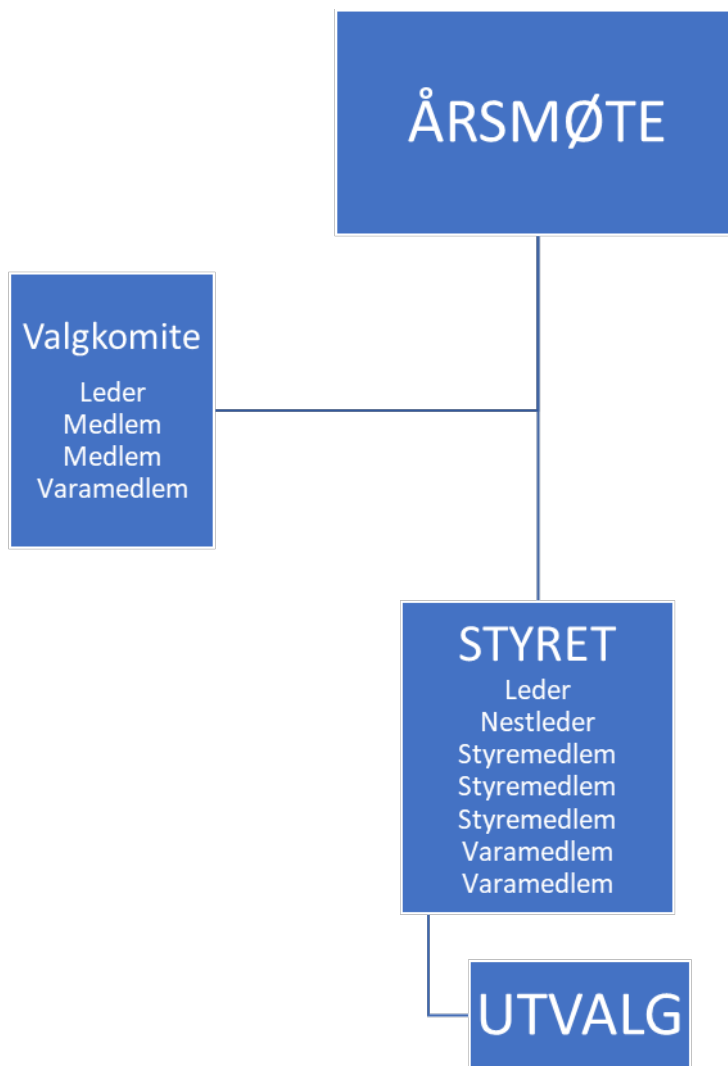 ÅRSMØTE
Valgkomite
Leder
Medlem
Medlem
Varamedlem
STYRET
Leder
Nestleder
Styremedlem
Styremedlem
Styremedlem
Varamedlem
Varamedlem
UTVALG